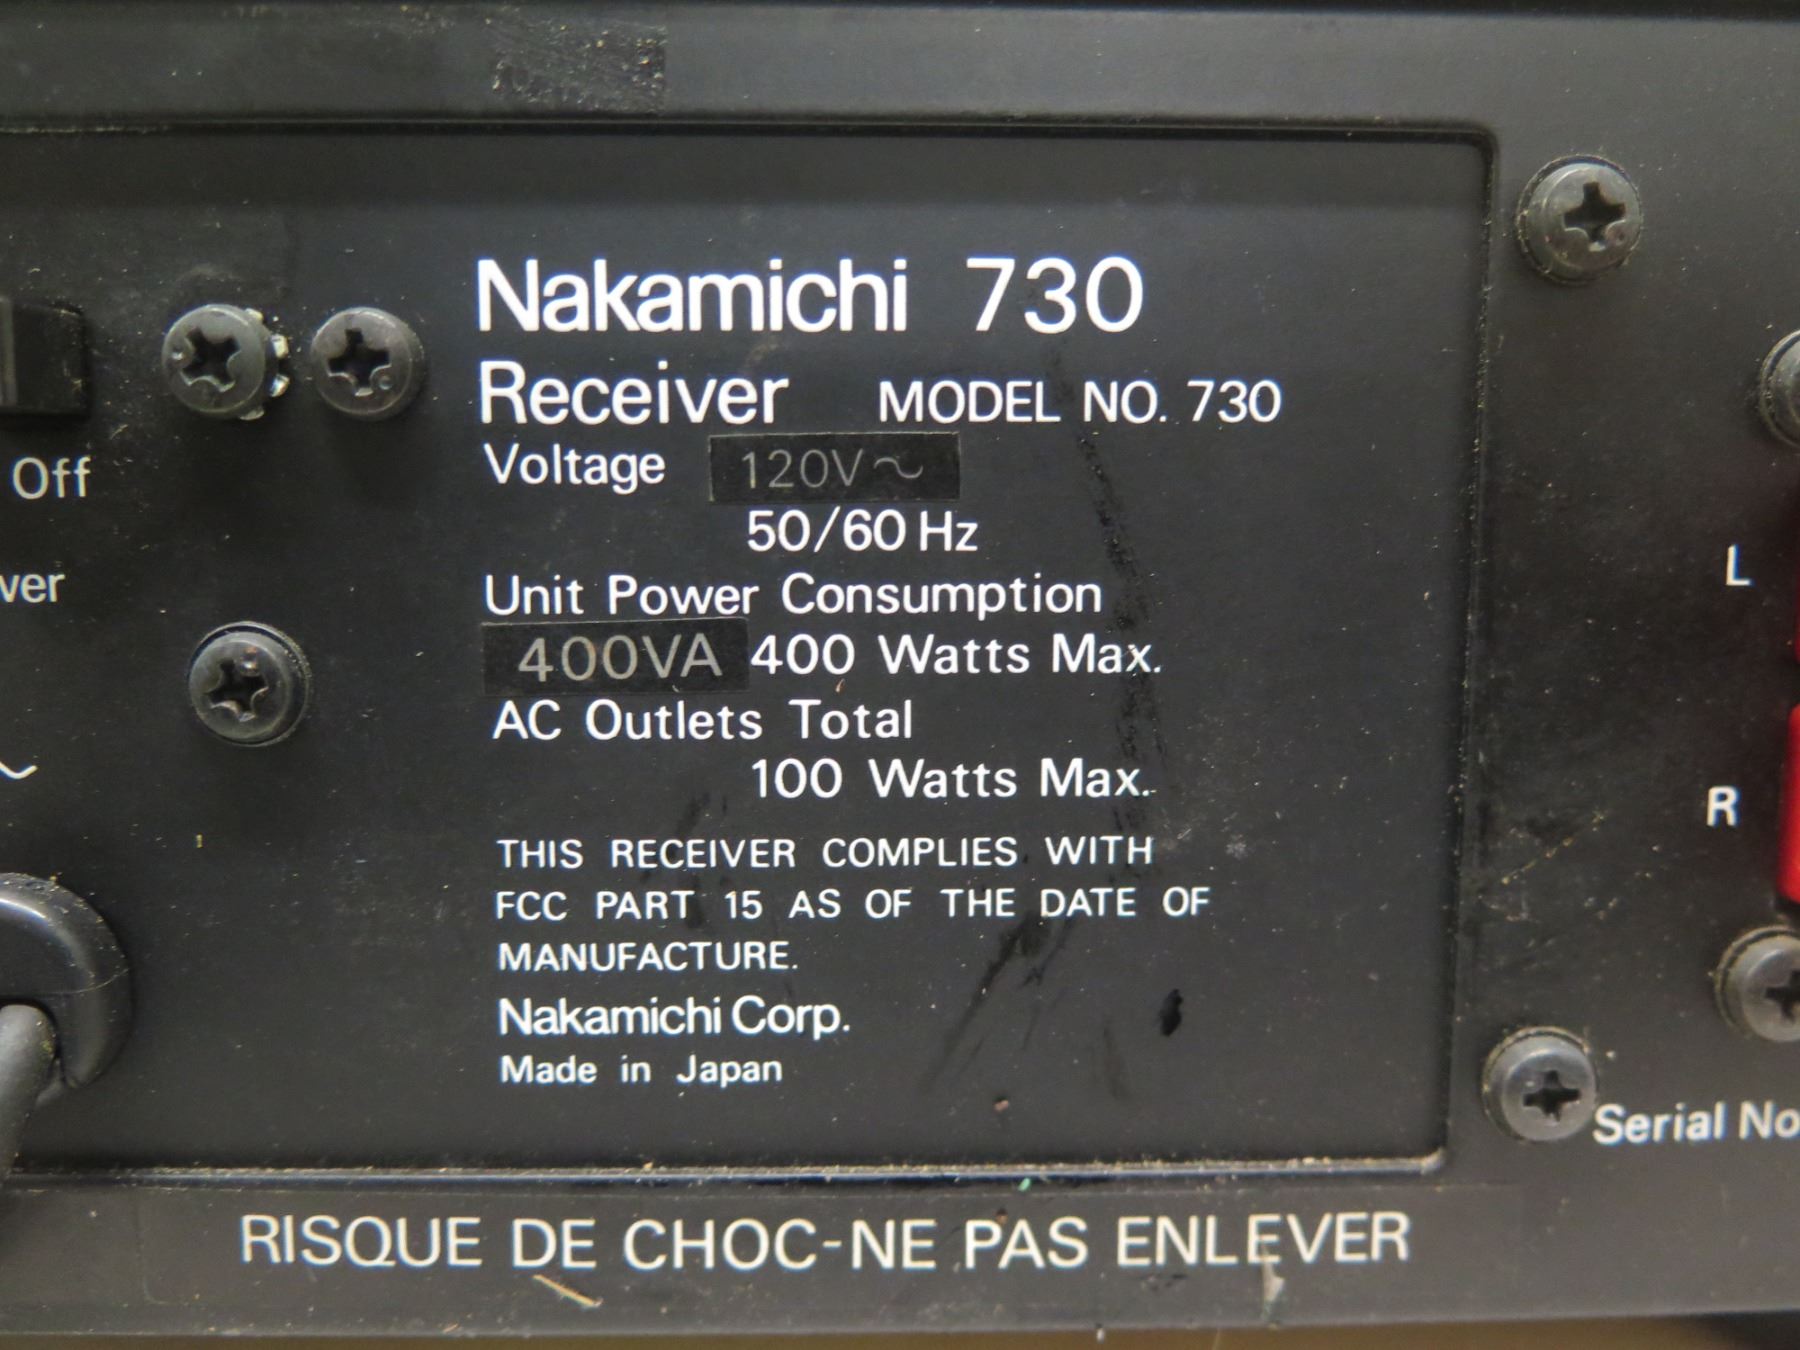 Nakamichi 730
Receiver MODEL NO. 730
Voltage 120V~
50/60 Hz
Unit Power Consumption
400VA 400 Watts Max.
AC Outlets Total
100 Watts Max.
THIS RECEIVER COMPLIES WITH
FCC PART 15 AS OF THE DATE OF
MANUFACTURE.
Nakamichi Corp.
Made in Japan
Off
~
L
R
Serial No
RISQUE DE CHOC-NE PAS ENLEVER